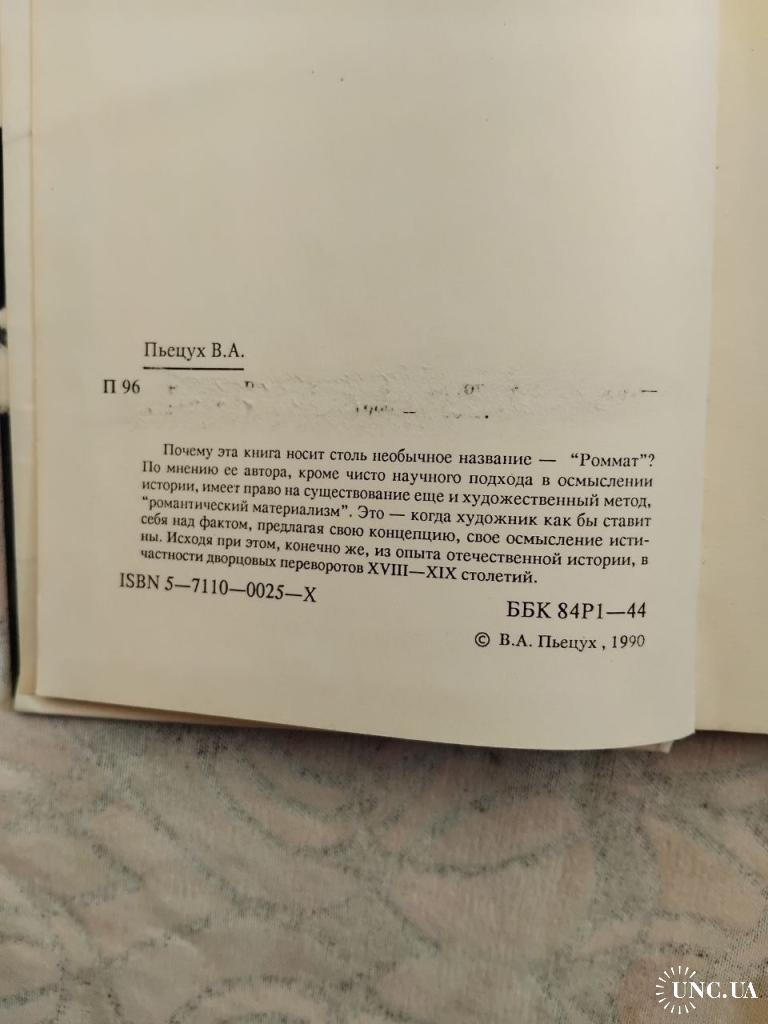 Пьецух В.А.
П 96
Почему эта книга носит столь необычное название — "Роммат"?
По мнению ее автора, кроме чисто научного подхода в осмыслении
истории, имеет право на существование еще и художественный метод,
"романтический материализм". Это — когда художник как бы ставит
себя над фактом, предлагая свою концепцию, свое осмысление исти-
ны. Исходя при этом, конечно же, из опыта отечественной истории, в
частности дворцовых переворотов XVIII—XIX столетий.
ISBN 5—7110—0025—X
ББК 84Р1—44
© В.А. Пьецух , 1990
UNC.UA